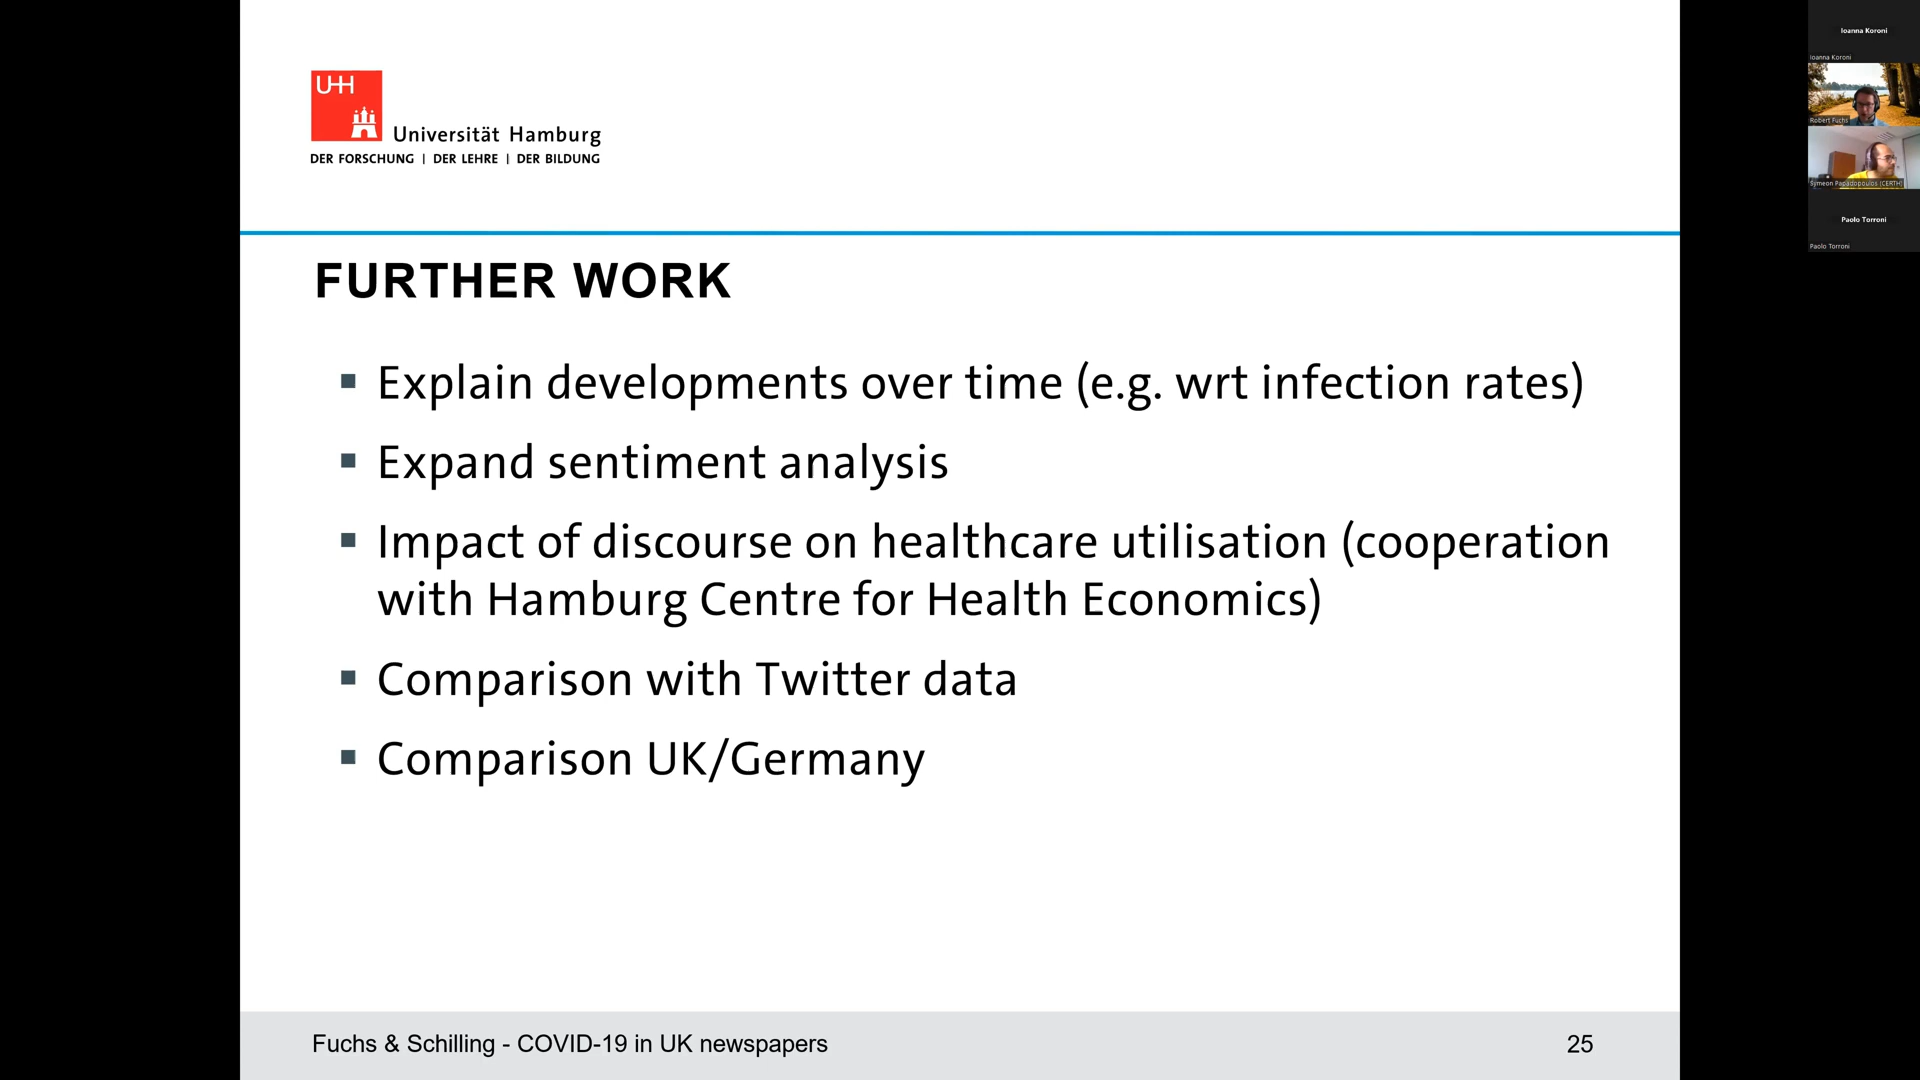 UHH
Universität Hamburg
DER FORSCHUNG | DER LEHRE | DER BILDUNG
FURTHER WORK
▪ Explain developments over time (e.g. wrt infection rates)
▪ Expand sentiment analysis
▪ Impact of discourse on healthcare utilisation (cooperation
with Hamburg Centre for Health Economics)
▪ Comparison with Twitter data
▪ Comparison UK/Germany
Fuchs & Schilling - COVID-19 in UK newspapers
25
Ioanna Koroni
Ioanna Koroni
Robert Fuchs
Symeon Papadopoulos (CERTH)
Paolo Torroni
Paolo Torroni